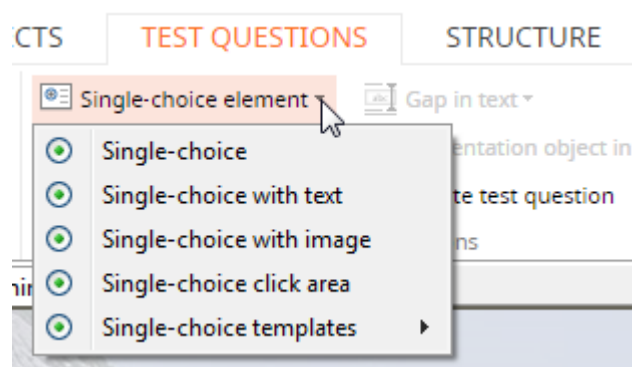 CTS TEST QUESTIONS STRUCTURE
Single-choice element Gap in text
Single-choice entation object in
Single-choice with text te test question
Single-choice with image ns
Single-choice click area
Single-choice templates